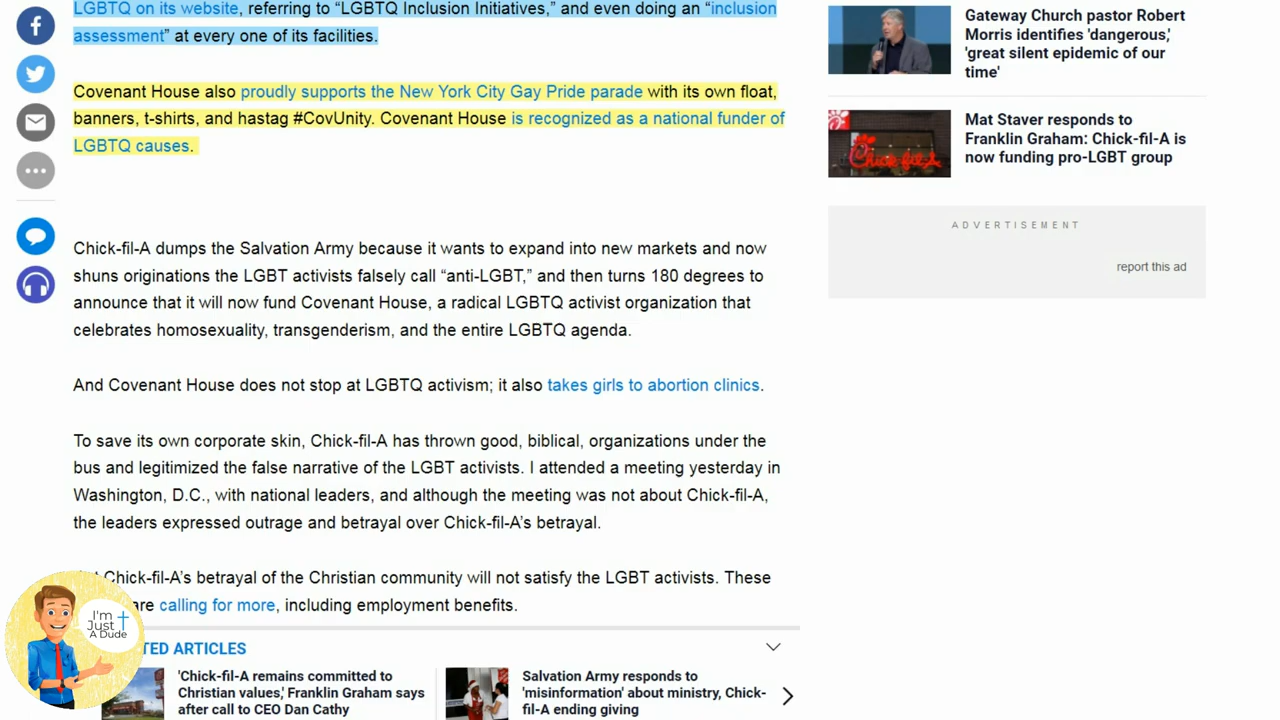 LGBTQ on its website, referring to “LGBTQ Inclusion Initiatives,” and even doing an “inclusion
assessment” at every one of its facilities.
Covenant House also proudly supports the New York City Gay Pride parade with its own float,
banners, t-shirts, and hastag #CovUnity. Covenant House is recognized as a national funder of
LGBTQ causes.
Chick-fil-A dumps the Salvation Army because it wants to expand into new markets and now
shuns originations the LGBT activists falsely call “anti-LGBT,” and then turns 180 degrees to
announce that it will now fund Covenant House, a radical LGBTQ activist organization that
celebrates homosexuality, transgenderism, and the entire LGBTQ agenda.
And Covenant House does not stop at LGBTQ activism; it also takes girls to abortion clinics.
To save its own corporate skin, Chick-fil-A has thrown good, biblical, organizations under the
bus and legitimized the false narrative of the LGBT activists. I attended a meeting yesterday in
Washington, D.C., with national leaders, and although the meeting was not about Chick-fil-A,
the leaders expressed outrage and betrayal over Chick-fil-A’s betrayal.
Chick-fil-A’s betrayal of the Christian community will not satisfy the LGBT activists. These
are calling for more, including employment benefits.
I'm
Just
A Dude
TED ARTICLES
'Chick-fil-A remains committed to
Christian values,' Franklin Graham says
after call to CEO Dan Cathy
Salvation Army responds to
'misinformation' about ministry, Chick-
fil-A ending giving
Gateway Church pastor Robert
Morris identifies 'dangerous,'
'great silent epidemic of our
time'
Chick-fil-A
Mat Staver responds to
Franklin Graham: Chick-fil-A is
now funding pro-LGBT group
ADVERTISEMENT
report this ad